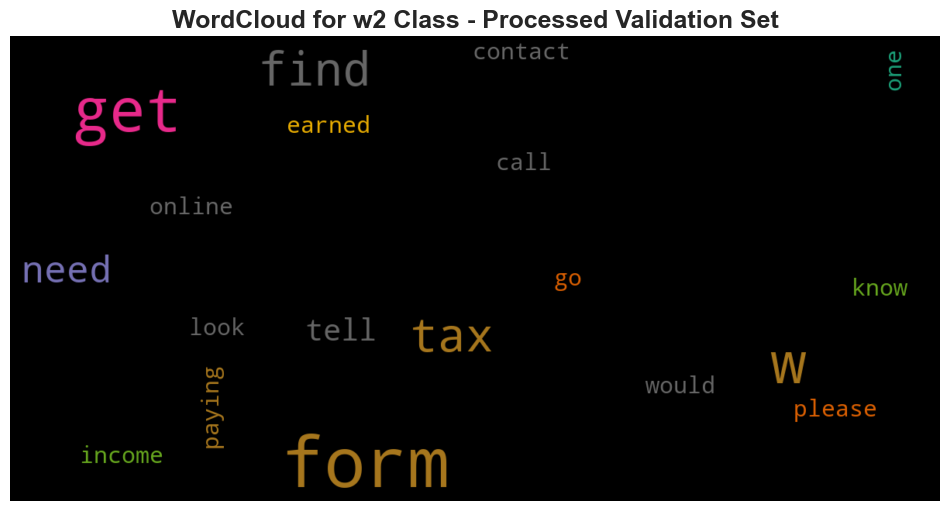 WordCloud for w2 Class - Processed Validation Set
contact
find
one
get
earned
call
online
need
go
know
look
tell
tax
w
would
paying
please
income
form